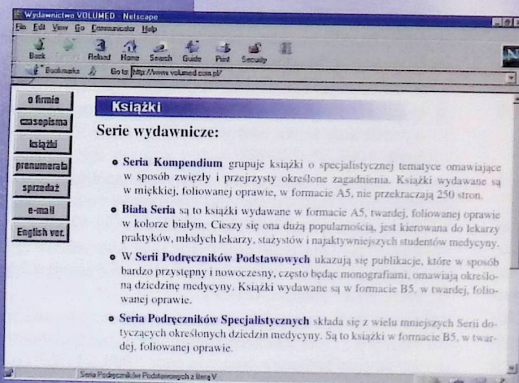 Wydawnictwo VOLUMED - Netscape
File Edit View Go Communicator Help
Back Reload Home Search Guide Print Security
Bookmarks Go to: http://www.volumed.com.pl/
o firmie
czasopisma
książki
prenumerata
sprzedaż
e-mail
English ver.
Książki
Serie wydawnicze:
• Seria Kompendium grupuje książki o specjalistycznej tematyce omawiające
w sposób zwięzły i przejrzysty określone zagadnienia. Książki wydawane są
w miękkiej, foliowanej oprawie, w formacie A5, nie przekraczają 250 stron.
• Biała Seria są to książki wydawane w formacie A5, twardej, foliowanej oprawie
w kolorze białym. Cieszy się ona dużą popularnością, jest kierowana do lekarzy
praktyków, młodych lekarzy, stażystów i najaktywniejszych studentów medycyny.
• W Serii Podręczników Podstawowych ukazują się publikacje, które w sposób
bardzo przystępny i nowoczesny, często będąc monografiami, omawiają określo-
ną dziedzinę medycyny. Książki wydawane są w formacie B5, w twardej, folio-
wanej oprawie.
• Seria Podręczników Specjalistycznych składa się z wielu mniejszych Serii do-
tyczących określonych dziedzin medycyny. Są to książki w formacie B5, w twar-
dej, foliowanej oprawie.
Seria Podręczników Podstawowych z literą V